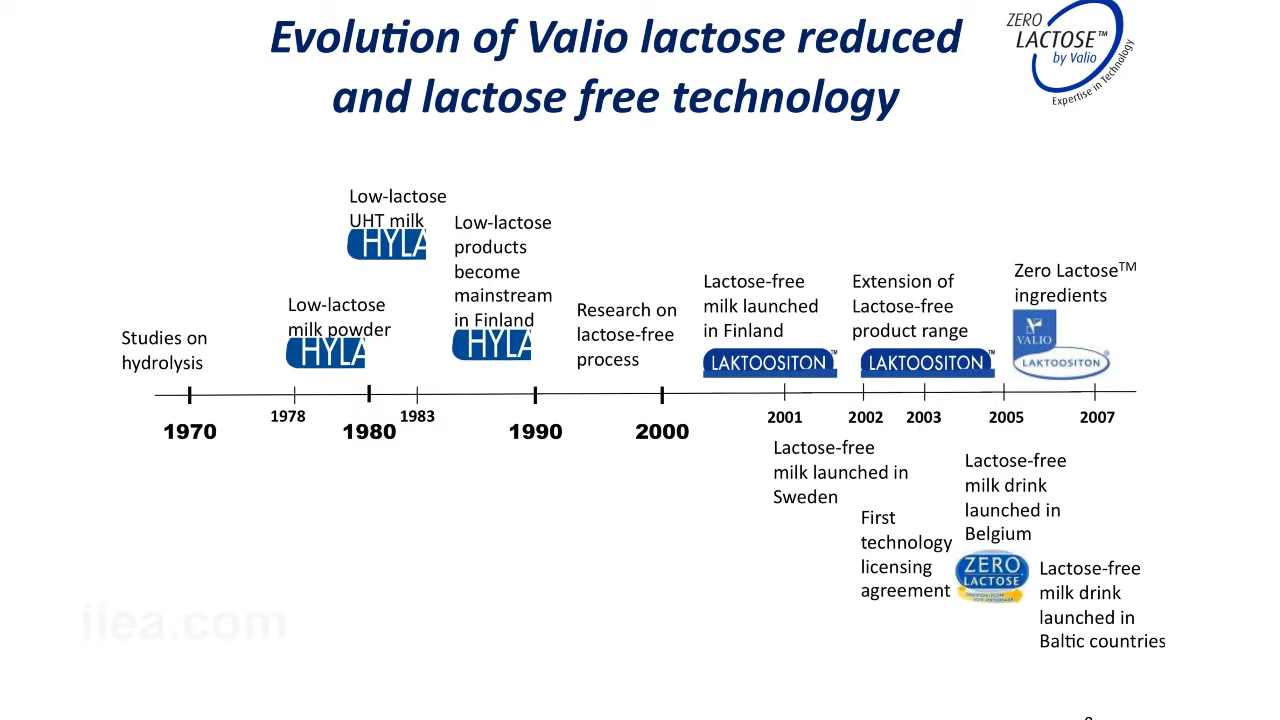 Evolution of Valio lactose reduced
and lactose free technology
ZERO
LACTOSE™
by Valio
Expertise in Technology
Low-lactose
UHT milk
HYLA
Low-lactose
products
become
mainstream
in Finland
HYLA
Low-lactose
milk powder
HYLA
Studies on
hydrolysis
Research on
lactose-free
process
Lactose-free
milk launched
in Finland
LAKTOOSITON™
Extension of
Lactose-free
product range
LAKTOOSITON™
Zero Lactose™
ingredients
VALIO
LAKTOOSITON®
1970
1978
1980
1983
1990
2000
2001
2002
2003
2005
2007
Lactose-free
milk launched in
Sweden
First
technology
licensing
agreement
Lactose-free
milk drink
launched in
Belgium
ZERO
LACTOSE
Lactose-free
milk drink
launched in
Baltic countries
iiea.com